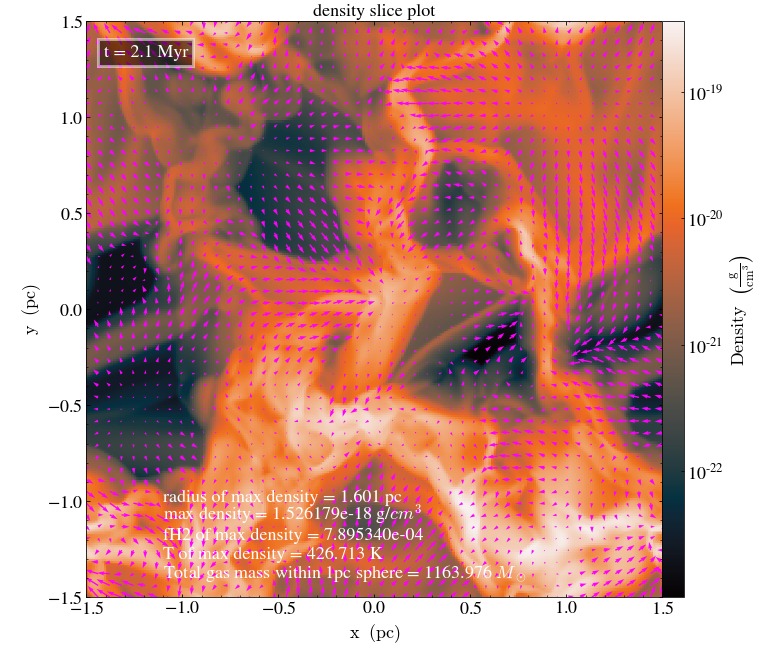 density slice plot
t = 2.1 Myr
1.5
1.0
0.5
0.0
−0.5
−1.0
−1.5
y (pc)
radius of max density = 1.601 pc
max density = 1.526179e-18 g/cm³
fH2 of max density = 7.895340e-04
T of max density = 426.713 K
Total gas mass within 1pc sphere = 1163.976 M
−1.5 −1.0 −0.5 0.0 0.5 1.0 1.5
x (pc)
10⁻¹⁹
10⁻²⁰
10⁻²¹
10⁻²²
Density (g/cm³)